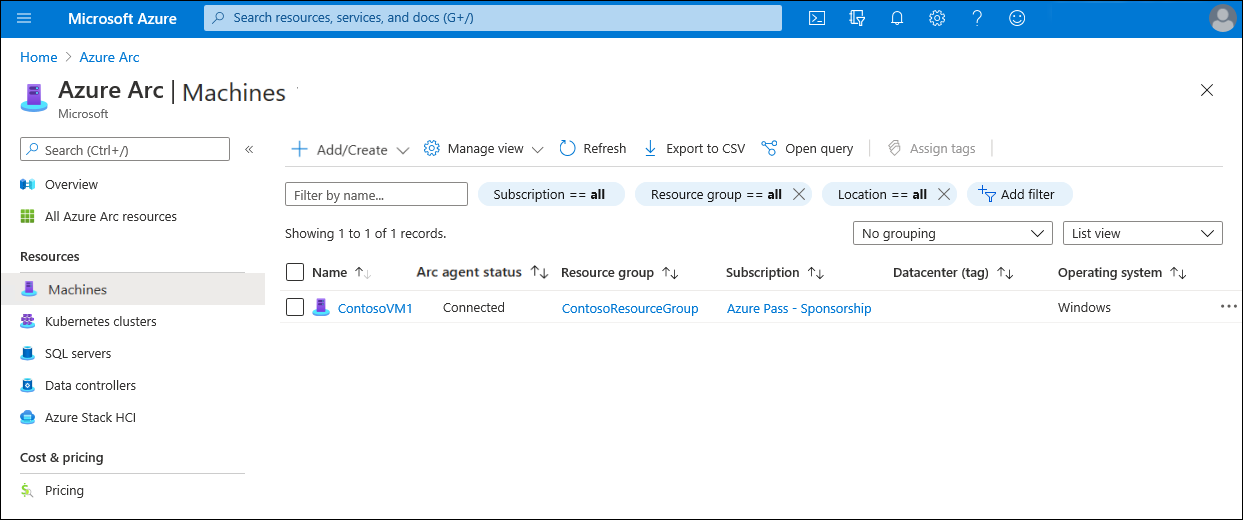 Microsoft Azure
Search resources, services, and docs (G+/)
Home > Azure Arc
Azure Arc | Machines
Microsoft
Search (Ctrl+/)
«
Add/Create
Manage view
Refresh
Export to CSV
Open query
Assign tags
Overview
All Azure Arc resources
Resources
Machines
Kubernetes clusters
SQL servers
Data controllers
Azure Stack HCI
Cost & pricing
Pricing
Filter by name...
Subscription == all
Resource group == all
Location == all
Add filter
Showing 1 to 1 of 1 records.
No grouping
List view
Name
Arc agent status
Resource group
Subscription
Datacenter (tag)
Operating system
ContosoVM1
Connected
ContosoResourceGroup
Azure Pass - Sponsorship
Windows